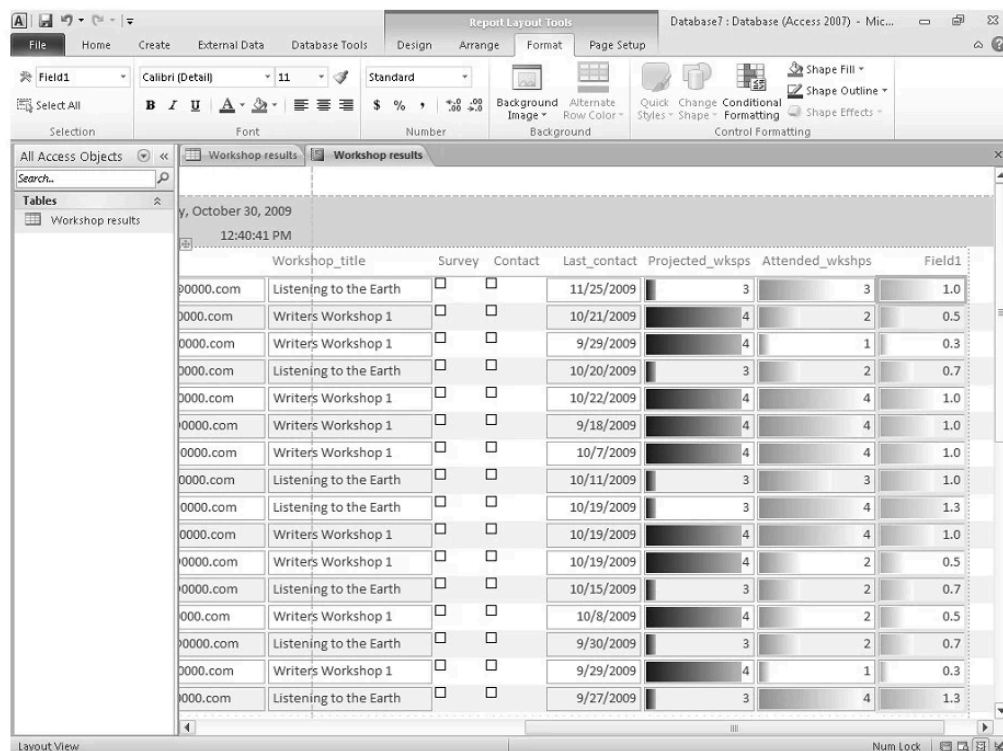 Report Layout Tools Database7 : Database (Access 2007) - Mic...
File Home Create External Data Database Tools Design Arrange Format Page Setup
Field1 Calibri (Detail) 11 Standard
Select All B I U A $ % , Background Image Alternate Row Color Quick Styles Change Shape Conditional Formatting Shape Fill Shape Outline Shape Effects
Selection Font Number Background Control Formatting
All Access Objects « Workshop results Workshop results
Search..
Tables
Workshop results
y, October 30, 2009
12:40:41 PM
Workshop_title Survey Contact Last_contact Projected_wksps Attended_wkshps Field1
0000.com Listening to the Earth 11/25/2009 3 3 1.0
0000.com Writers Workshop 1 10/21/2009 4 2 0.5
0000.com Writers Workshop 1 9/29/2009 4 1 0.3
0000.com Listening to the Earth 10/20/2009 3 2 0.7
0000.com Writers Workshop 1 10/22/2009 4 4 1.0
0000.com Writers Workshop 1 9/18/2009 4 4 1.0
0000.com Writers Workshop 1 10/7/2009 4 4 1.0
0000.com Listening to the Earth 10/11/2009 3 3 1.0
0000.com Listening to the Earth 10/19/2009 3 4 1.3
0000.com Writers Workshop 1 10/19/2009 4 4 1.0
0000.com Writers Workshop 1 10/19/2009 4 2 0.5
0000.com Listening to the Earth 10/15/2009 3 2 0.7
000.com Writers Workshop 1 10/8/2009 4 2 0.5
0000.com Listening to the Earth 9/30/2009 3 2 0.7
0000.com Writers Workshop 1 9/29/2009 4 1 0.3
000.com Listening to the Earth 9/27/2009 3 4 1.3
Layout View Num Lock